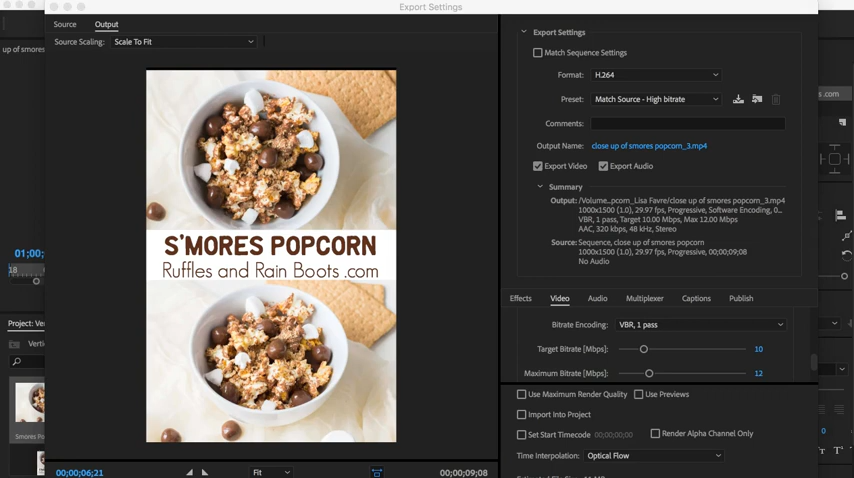 Export Settings
Source
Output
Source Scaling:
Scale To Fit
up of smores
S'MORES POPCORN
Ruffles and Rain Boots .com
01;00;
18
Project: Ver
Vertic
Smores Po
00;00;06;21
Fit
00;00;09;08
Export Settings
Match Sequence Settings
Format:
H.264
Preset:
Match Source - High bitrate
Comments:
Output Name:
close up of smores popcorn_3.mp4
Export Video
Export Audio
Summary
Output: /Volume...pcorn_Lisa Favre/close up of smores popcorn_3.mp4
1000x1500 (1.0), 29.97 fps, Progressive, Software Encoding, 0...
VBR, 1 pass, Target 10.00 Mbps, Max 12.00 Mbps
AAC, 320 kbps, 48 kHz, Stereo
Source: Sequence, close up of smores popcorn
1000x1500 (1.0), 29.97 fps, Progressive, 00;00;09;08
No Audio
Effects
Video
Audio
Multiplexer
Captions
Publish
Bitrate Encoding:
VBR, 1 pass
Target Bitrate [Mbps]:
10
Maximum Bitrate [Mbps]:
12
Use Maximum Render Quality
Use Previews
Import Into Project
Set Start Timecode
00;00;00;00
Render Alpha Channel Only
Time Interpolation:
Optical Flow
s .com
0